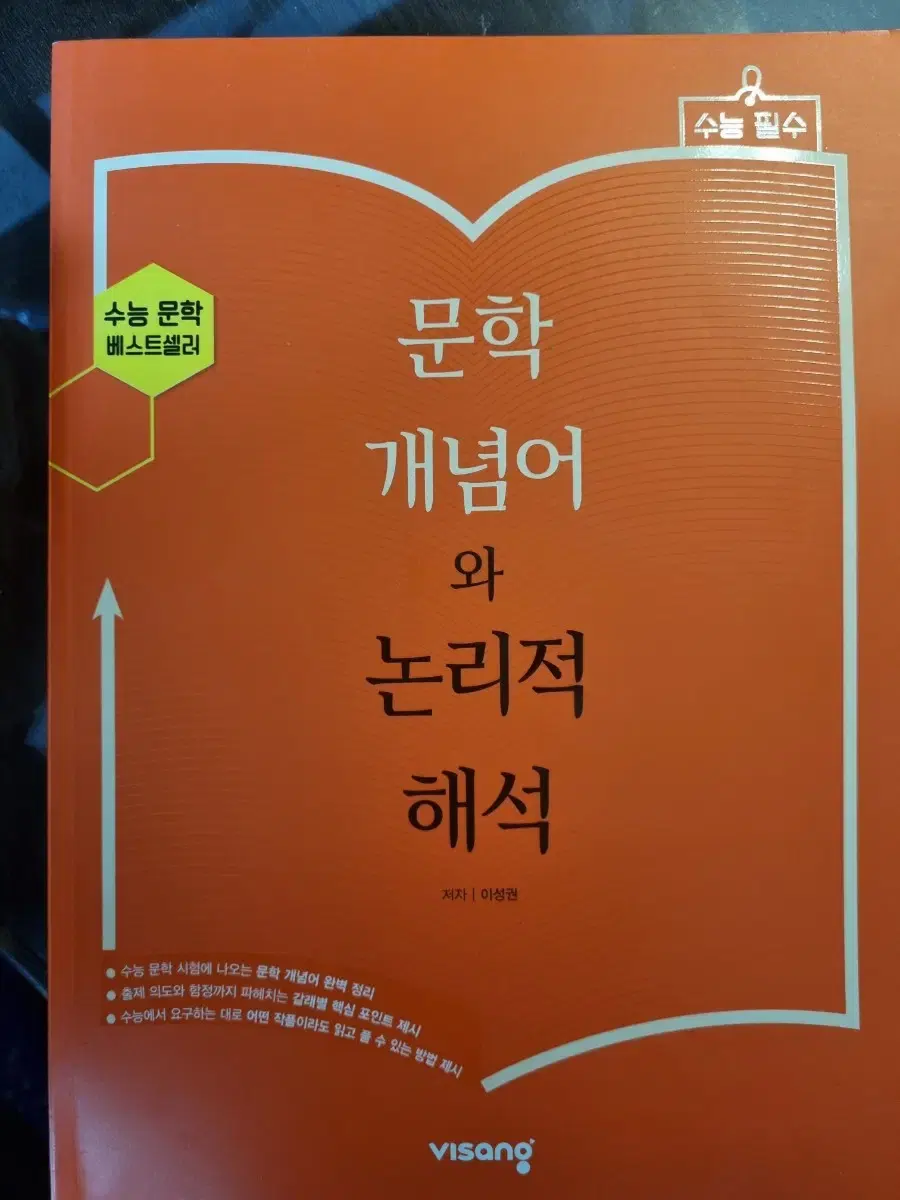 수능 필수
수능 문학
베스트셀러
문학
개념어
와
논리적
해석
저자 | 이성권
● 수능 문학 시험에 나오는 문학 개념어 완벽 정리
● 출제 의도와 함정까지 파헤치는 갈래별 핵심 포인트 제시
● 수능에서 요구하는 대로 어떤 작품이라도 읽고 풀 수 있는 방법 제시
visang